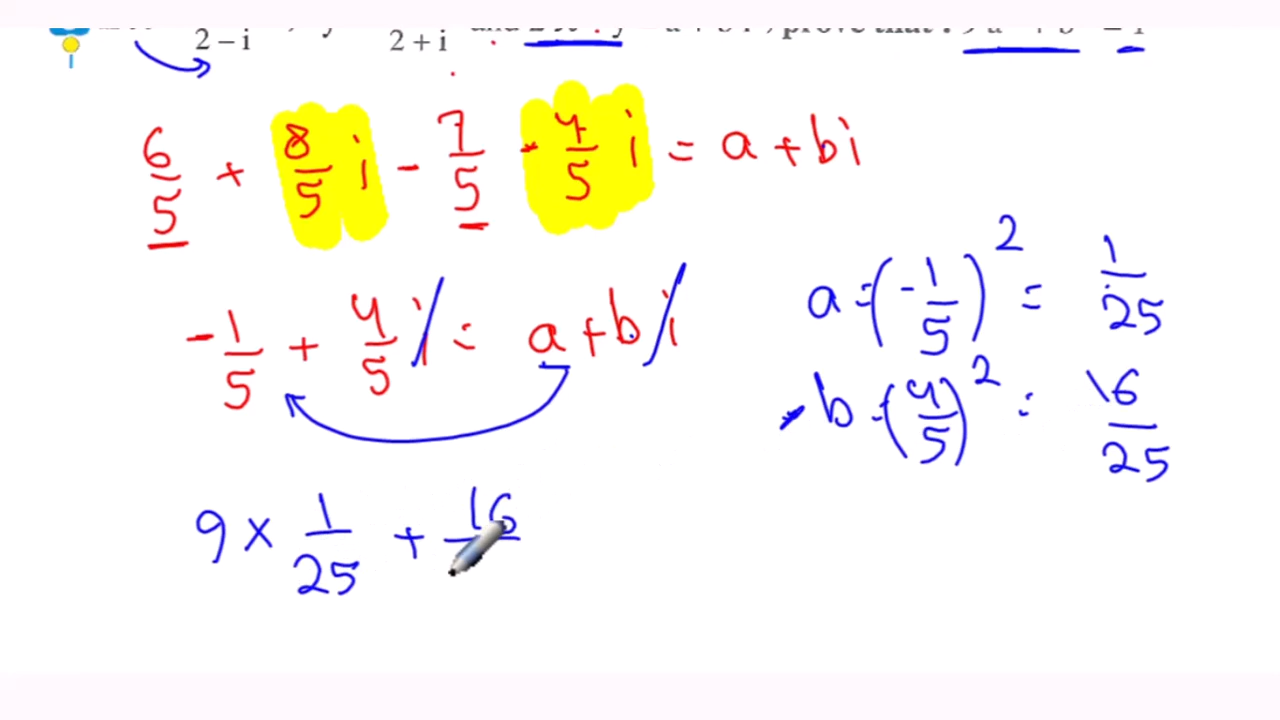 2 – i 2 + i
6/5 + 8/5 i - 7/5 - 4/5 i = a + bi
-1/5 + 4/5 i = a + bi
a = (-1/5)^2 = 1/25
b = (4/5)^2 = 16/25
9 × 1/25 + 16